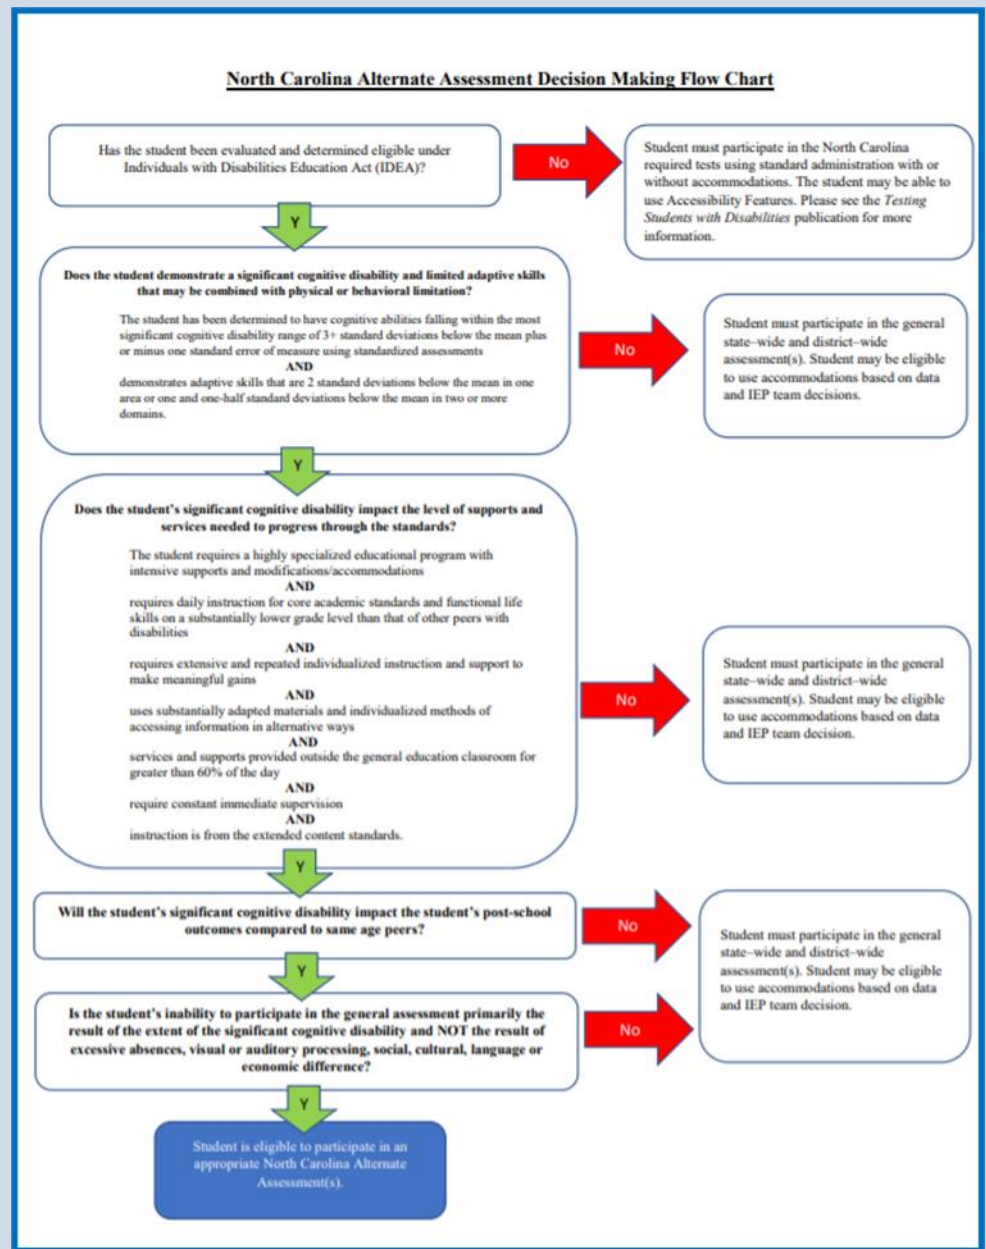 North Carolina Alternate Assessment Decision Making Flow Chart
Has the student been evaluated and determined eligible under
Individuals with Disabilities Education Act (IDEA)?
No
Student must participate in the North Carolina
required tests using standard administration with or
without accommodations. The student may be able to
use Accessibility Features. Please see the Testing
Students with Disabilities publication for more
information.
Y
Does the student demonstrate a significant cognitive disability and limited adaptive skills
that may be combined with physical or behavioral limitation?
The student has been determined to have cognitive abilities falling within the most
significant cognitive disability range of 3+ standard deviations below the mean plus
or minus one standard error of measure using standardized assessments
AND
demonstrates adaptive skills that are 2 standard deviations below the mean in one
area or one and one-half standard deviations below the mean in two or more
domains.
No
Student must participate in the general
state–wide and district–wide
assessment(s). Student may be eligible
to use accommodations based on data
and IEP team decisions.
Y
Does the student's significant cognitive disability impact the level of supports and
services needed to progress through the standards?
The student requires a highly specialized educational program with
intensive supports and modifications/accommodations
AND
requires daily instruction for core academic standards and functional life
skills on a substantially lower grade level than that of other peers with
disabilities
AND
requires extensive and repeated individualized instruction and support to
make meaningful gains
AND
uses substantially adapted materials and individualized methods of
accessing information in alternative ways
AND
services and supports provided outside the general education classroom for
greater than 60% of the day
AND
require constant immediate supervision
AND
instruction is from the extended content standards.
No
Student must participate in the general
state–wide and district–wide
assessment(s). Student may be eligible
to use accommodations based on data
and IEP team decision.
Y
Will the student's significant cognitive disability impact the student's post-school
outcomes compared to same age peers?
No
Student must participate in the general
state–wide and district–wide
assessment(s). Student may be eligible
to use accommodations based on data
and IEP team decision.
Y
Is the student's inability to participate in the general assessment primarily the
result of the extent of the significant cognitive disability and NOT the result of
excessive absences, visual or auditory processing, social, cultural, language or
economic difference?
No
Y
Student is eligible to participate in an
appropriate North Carolina Alternate
Assessment(s).